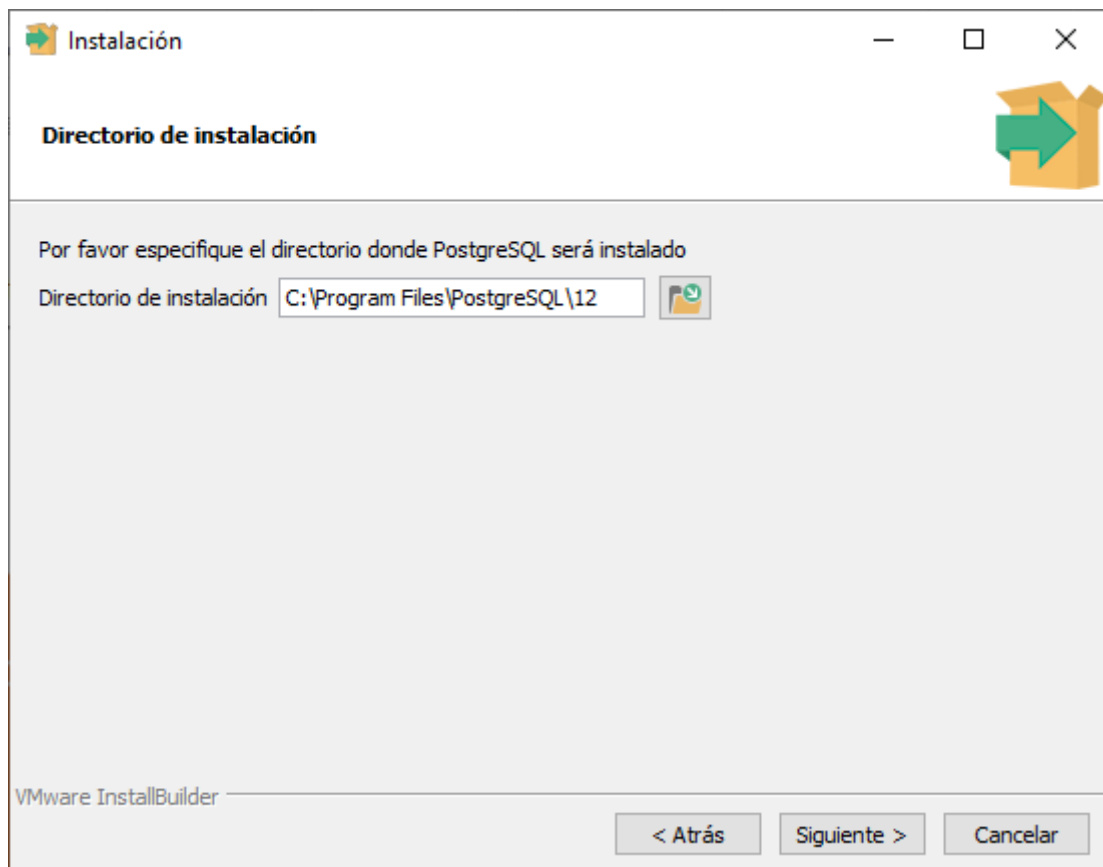 Instalación
Directorio de instalación
Por favor especifique el directorio donde PostgreSQL será instalado
Directorio de instalación C:\Program Files\PostgreSQL\12
VMware InstallBuilder
< Atrás Siguiente > Cancelar